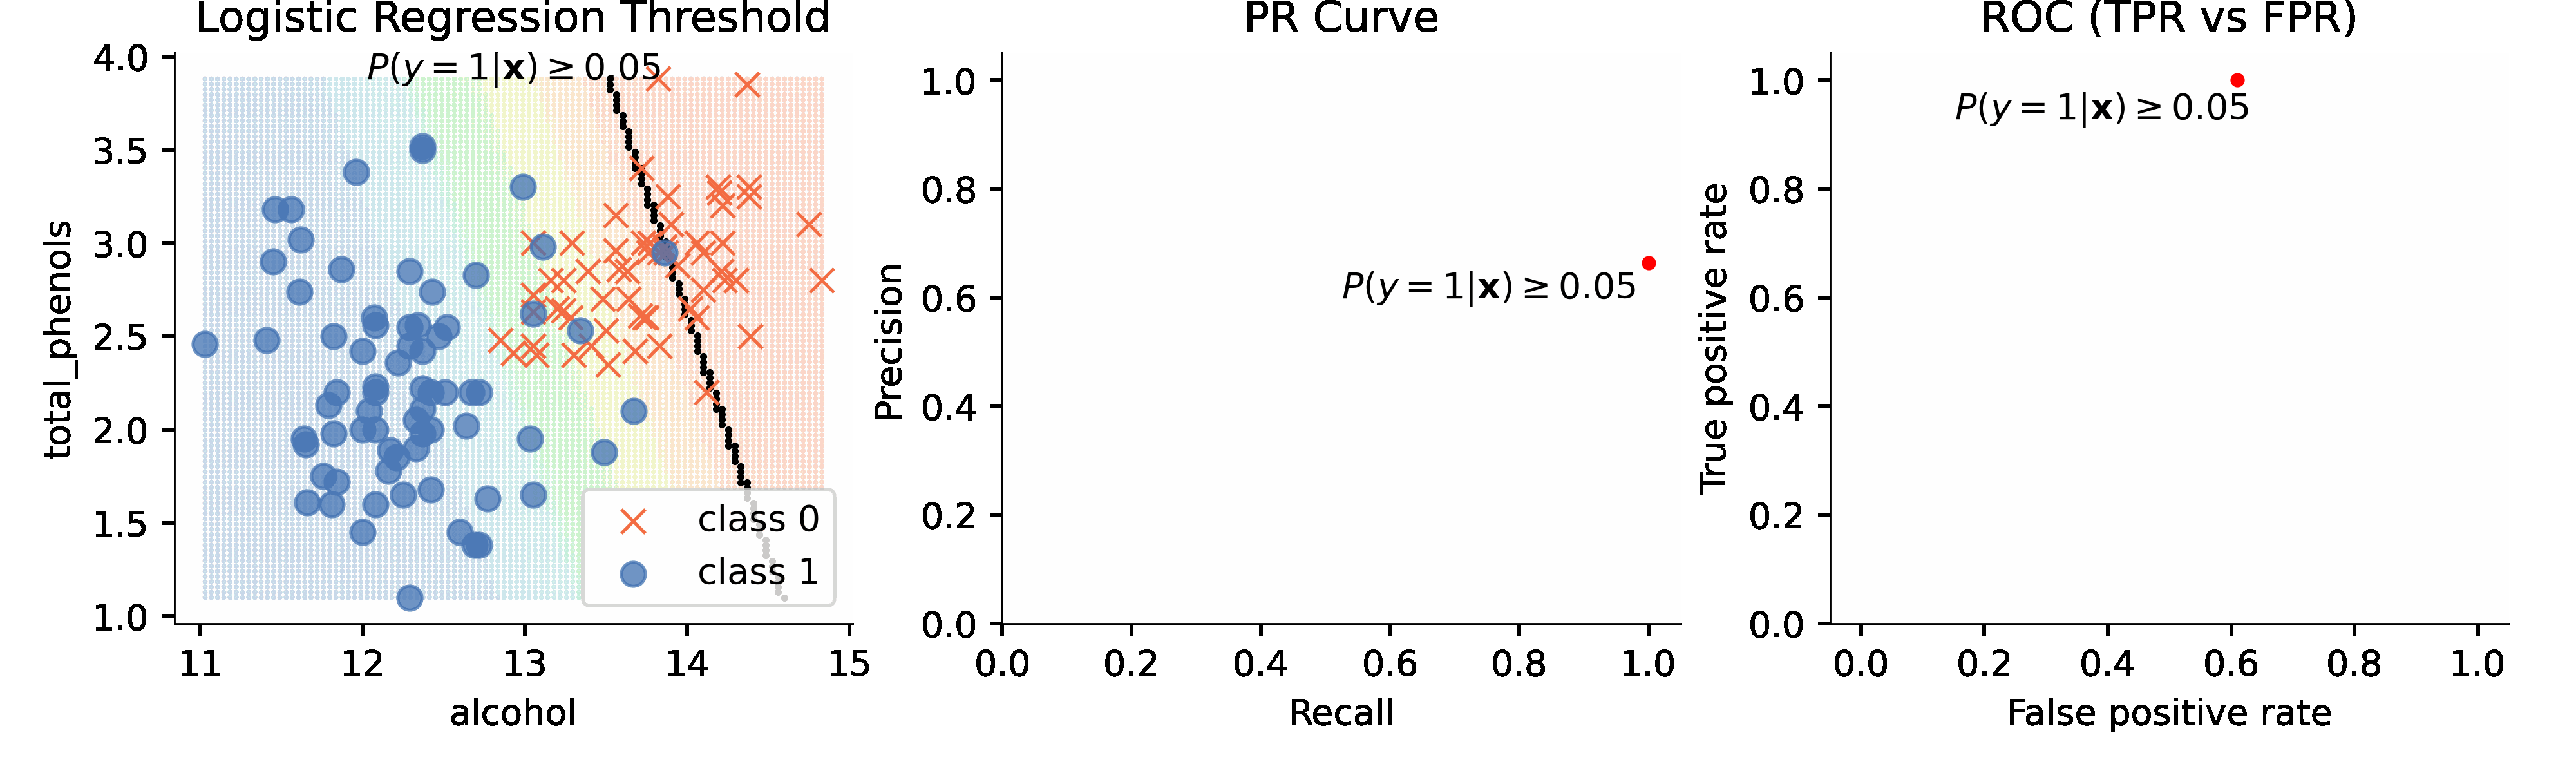 Logistic Regression Threshold
P(y = 1|x) ≥ 0.05
total_phenols
4.0
3.5
3.0
2.5
2.0
1.5
1.0
class 0
class 1
11 12 13 14 15
alcohol
PR Curve
Precision
1.0
0.8
0.6
0.4
0.2
0.0
P(y = 1|x) ≥ 0.05
0.0 0.2 0.4 0.6 0.8 1.0
Recall
ROC (TPR vs FPR)
True positive rate
1.0
0.8
0.6
0.4
0.2
0.0
P(y = 1|x) ≥ 0.05
0.0 0.2 0.4 0.6 0.8 1.0
False positive rate